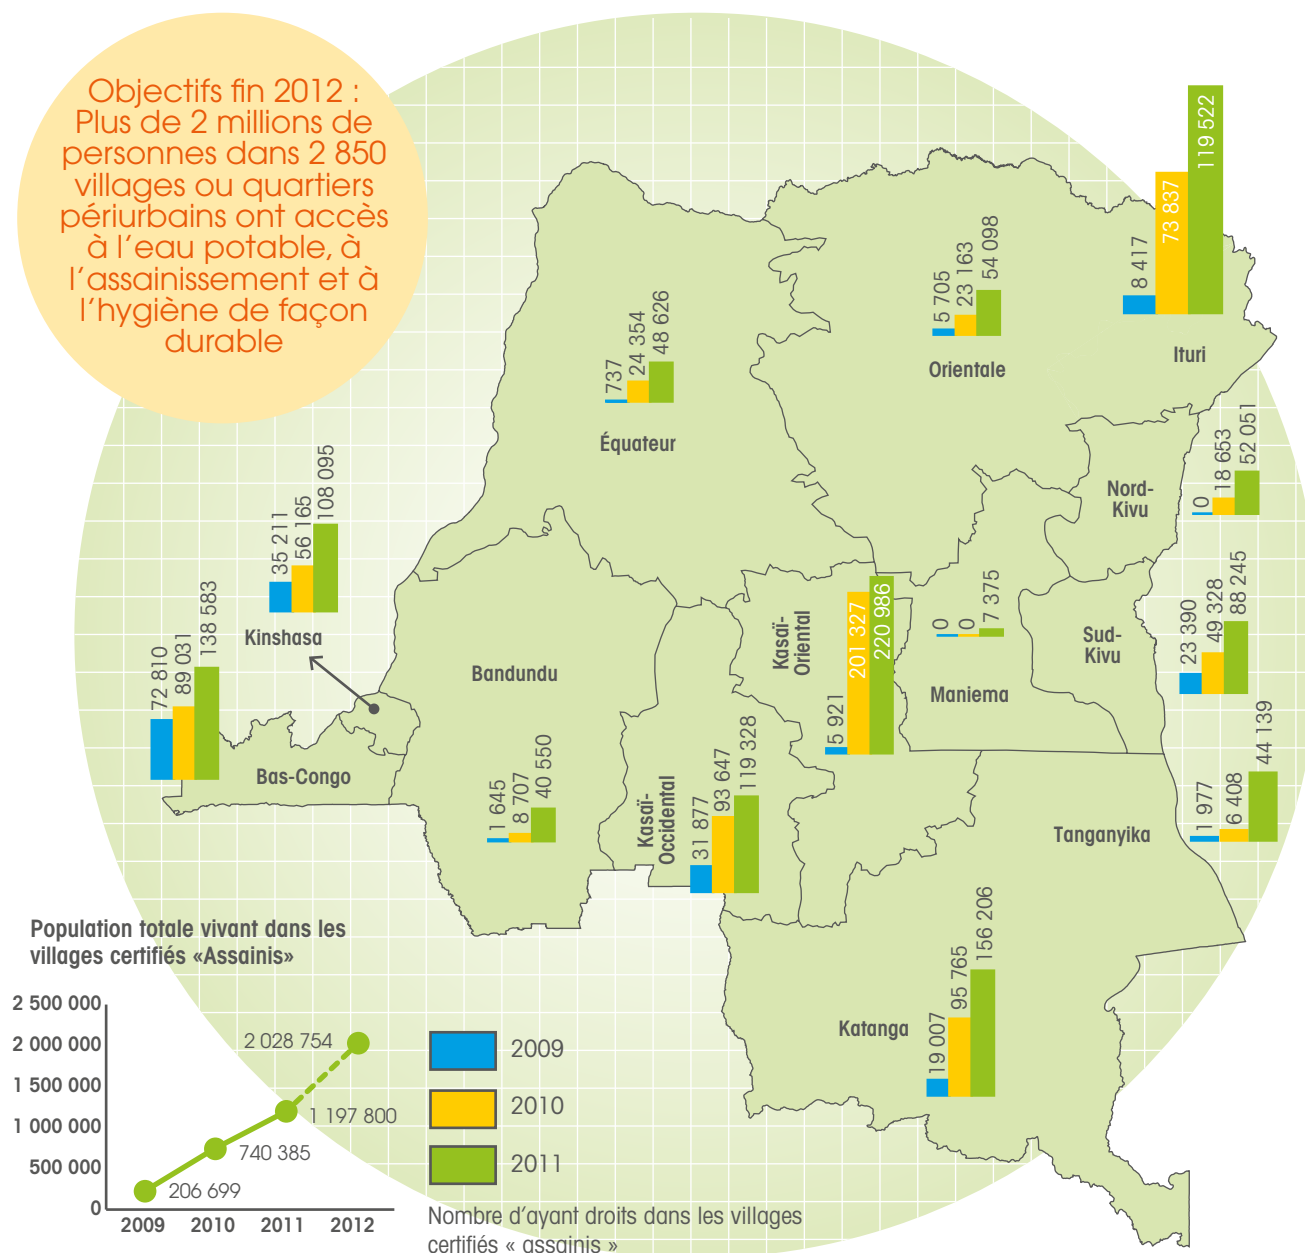 Objectifs fin 2012 :
Plus de 2 millions de
personnes dans 2 850
villages ou quartiers
périurbains ont accès
à l'eau potable, à
l'assainissement et à
l'hygiène de façon
durable
8 417
73 837
119 522
Ituri
5 705
23 163
54 098
Orientale
737
24 354
48 626
Équateur
0
18 653
52 051
Nord-
Kivu
35 211
56 165
108 095
Kinshasa
72 810
89 031
138 583
Bas-Congo
Bandundu
1 645
8 707
40 550
Kasaï-
Oriental
5 921
201 327
220 986
0
0
7 375
Maniema
Sud-
Kivu
23 390
49 328
88 245
Kasaï-
Occidental
31 877
93 647
119 328
Tanganyika
1 977
6 408
44 139
Katanga
19 007
95 765
156 206
Population totale vivant dans les
villages certifiés «Assainis»
2 500 000
2 000 000
1 500 000
1 000 000
500 000
0
2009
2010
2011
2012
206 699
740 385
1 197 800
2 028 754
2009
2010
2011
Nombre d'ayant droits dans les villages
certifiés « assainis »